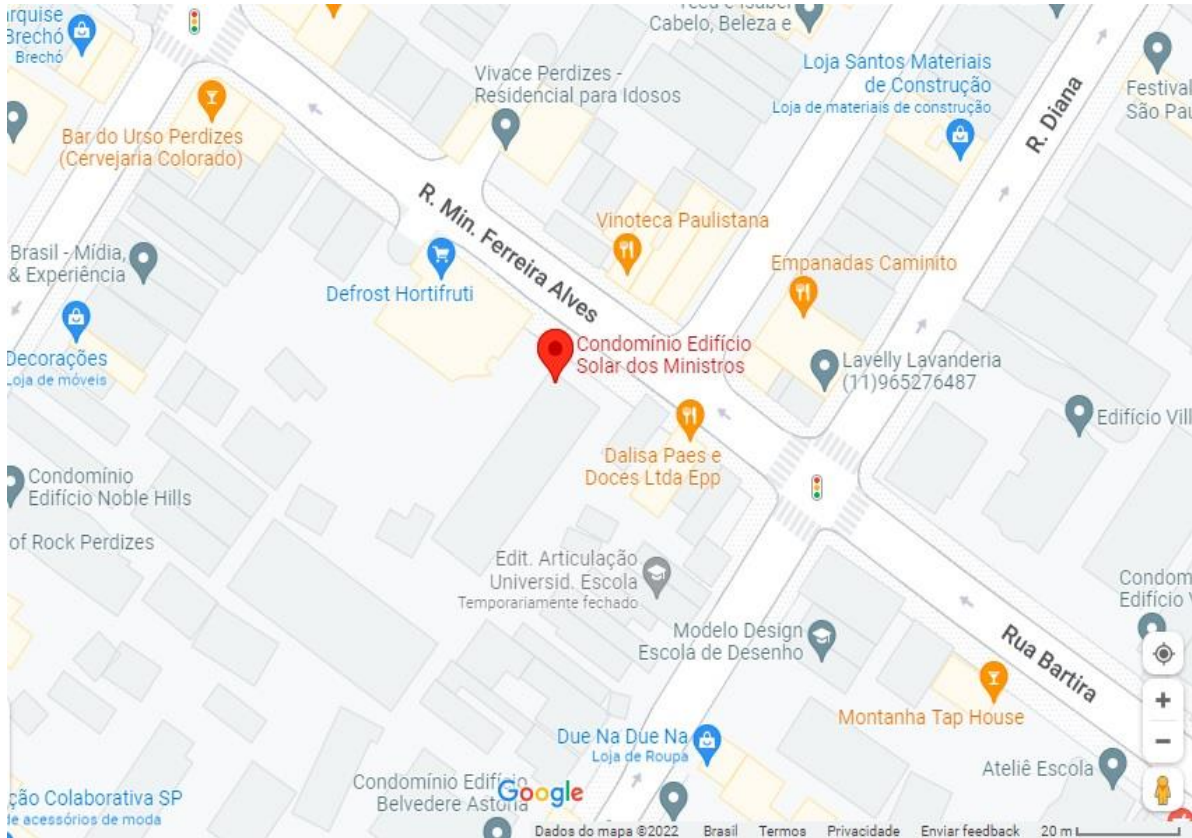 arquise
Brechó
Brechó
Cabelo, Beleza e
Vivace Perdizes -
Residencial para Idosos
Loja Santos Materiais
de Construção
Loja de materiais de construção
R. Diana
Festival
São Pau
Bar do Urso Perdizes
(Cervejaria Colorado)
R. Min. Ferreira Alves
Vinoteca Paulistana
Brasil - Mídia,
& Experiência
Defrost Hortifruti
Empanadas Caminito
Decorações
Loja de móveis
Condomínio Edifício
Solar dos Ministros
Lavelly Lavanderia
(11)965276487
Edifício Vill
Dalisa Paes e
Doces Ltda Epp
Condomínio
Edifício Noble Hills
of Rock Perdizes
Edit. Articulação
Universid. Escola
Temporariamente fechado
Condom
Edifício V
Modelo Design
Escola de Desenho
Rua Bartira
Montanha Tap House
Due Na Due Na
Loja de Roupa
Ateliê Escola
Condomínio Edifício
Belvedere Astoria
Google
ção Colaborativa SP
de acessórios de moda
Dados do mapa ©2022 Brasil Termos Privacidade Enviar feedback 20 m